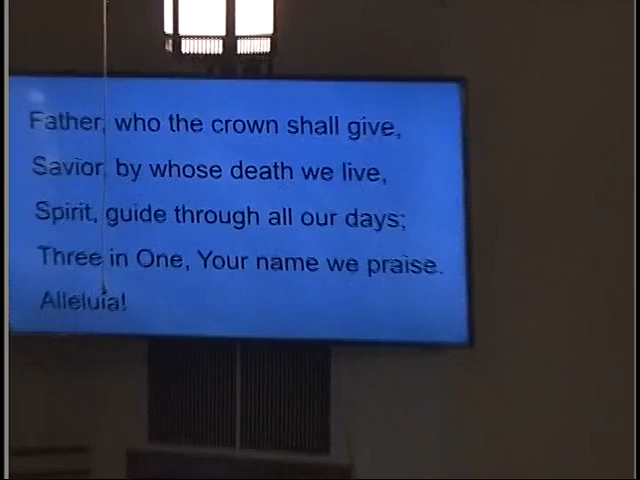 Father, who the crown shall give,
Savior, by whose death we live,
Spirit, guide through all our days;
Three in One, Your name we praise.
Alleluia!